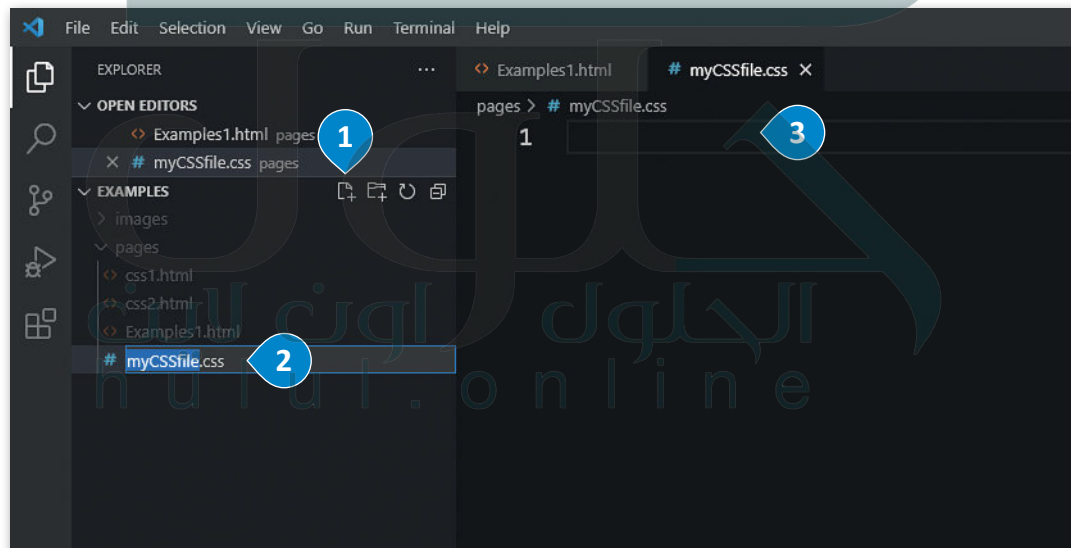 File Edit Selection View Go Run Terminal Help
EXPLORER ...
OPEN EDITORS
<> Examples1.html pages
× # myCSSfile.css pages
EXAMPLES
> images
pages
<> css1.html
<> css2.html
<> Examples1.html
# myCSSfile.css
<> Examples1.html # myCSSfile.css ×
pages > # myCSSfile.css
1
1
2
3
حلول
الحلول اون لاين
hulul.online